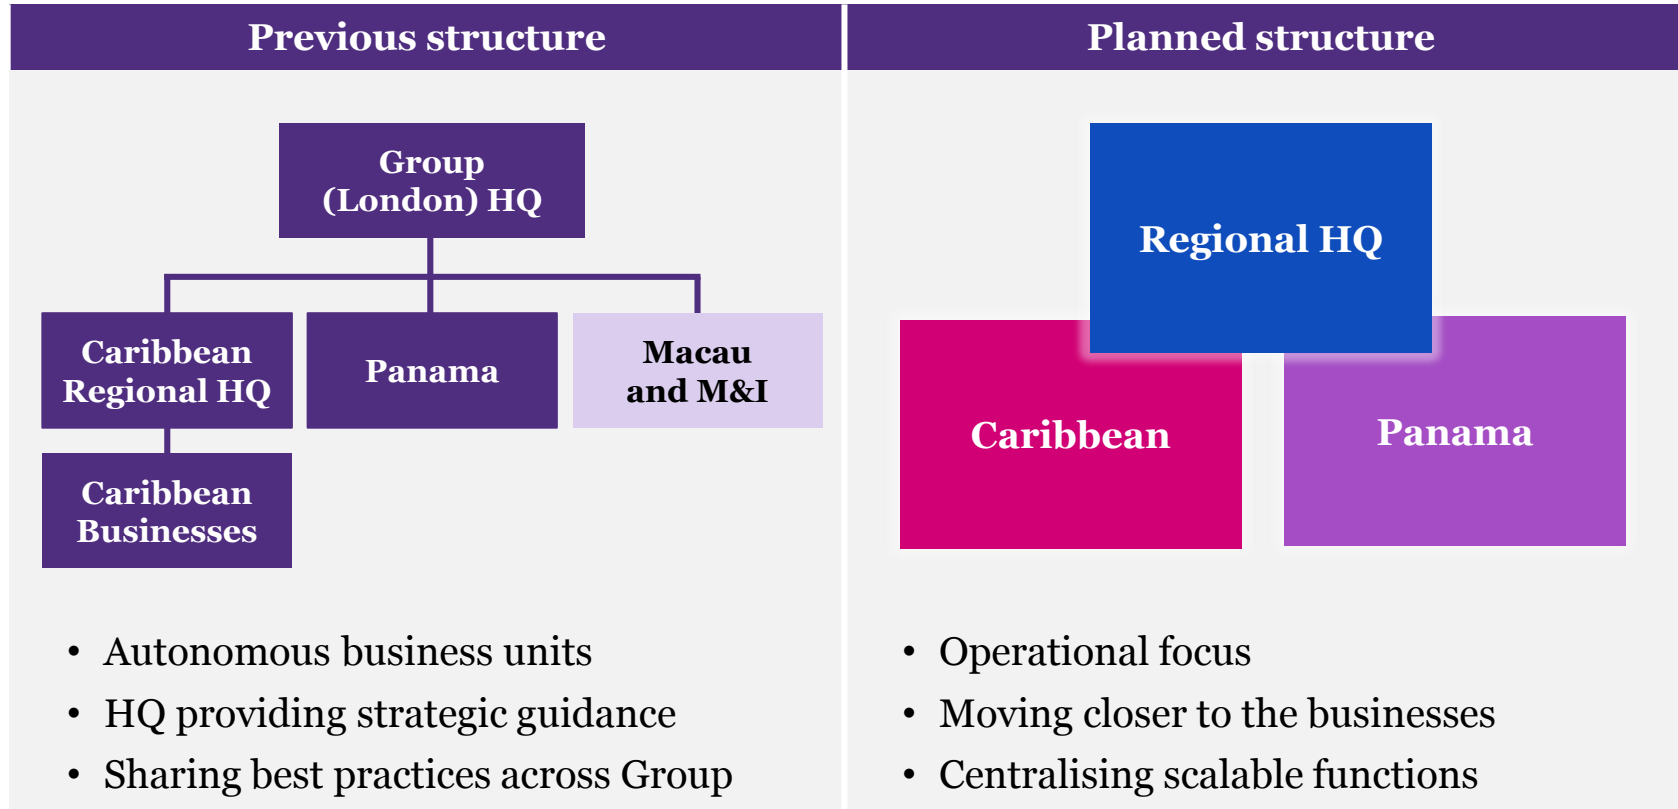 Previous structure
Group
(London) HQ
Caribbean
Regional HQ
Panama
Macau
and M&I
Caribbean
Businesses
• Autonomous business units
• HQ providing strategic guidance
• Sharing best practices across Group
Planned structure
Regional HQ
Caribbean
Panama
• Operational focus
• Moving closer to the businesses
• Centralising scalable functions